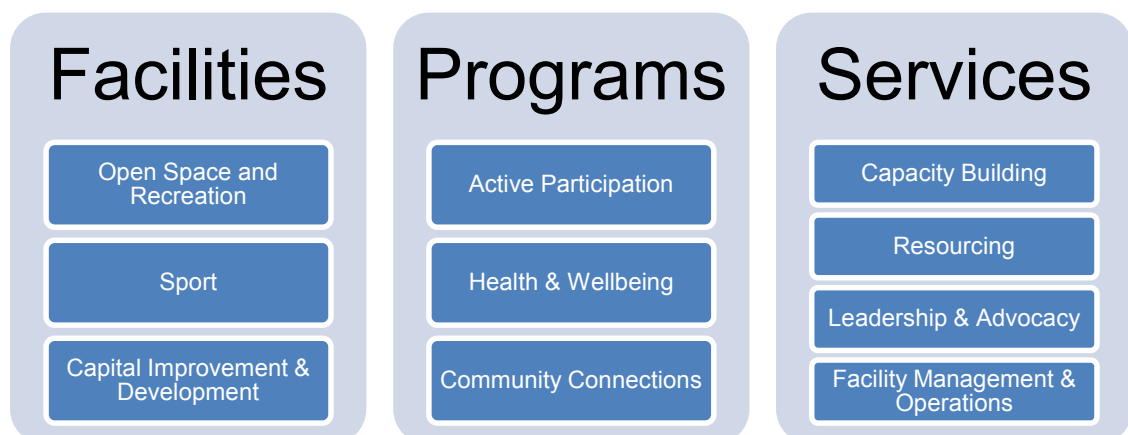 Facilities
Open Space and
Recreation
Sport
Capital Improvement &
Development
Programs
Active Participation
Health & Wellbeing
Community Connections
Services
Capacity Building
Resourcing
Leadership & Advocacy
Facility Management &
Operations